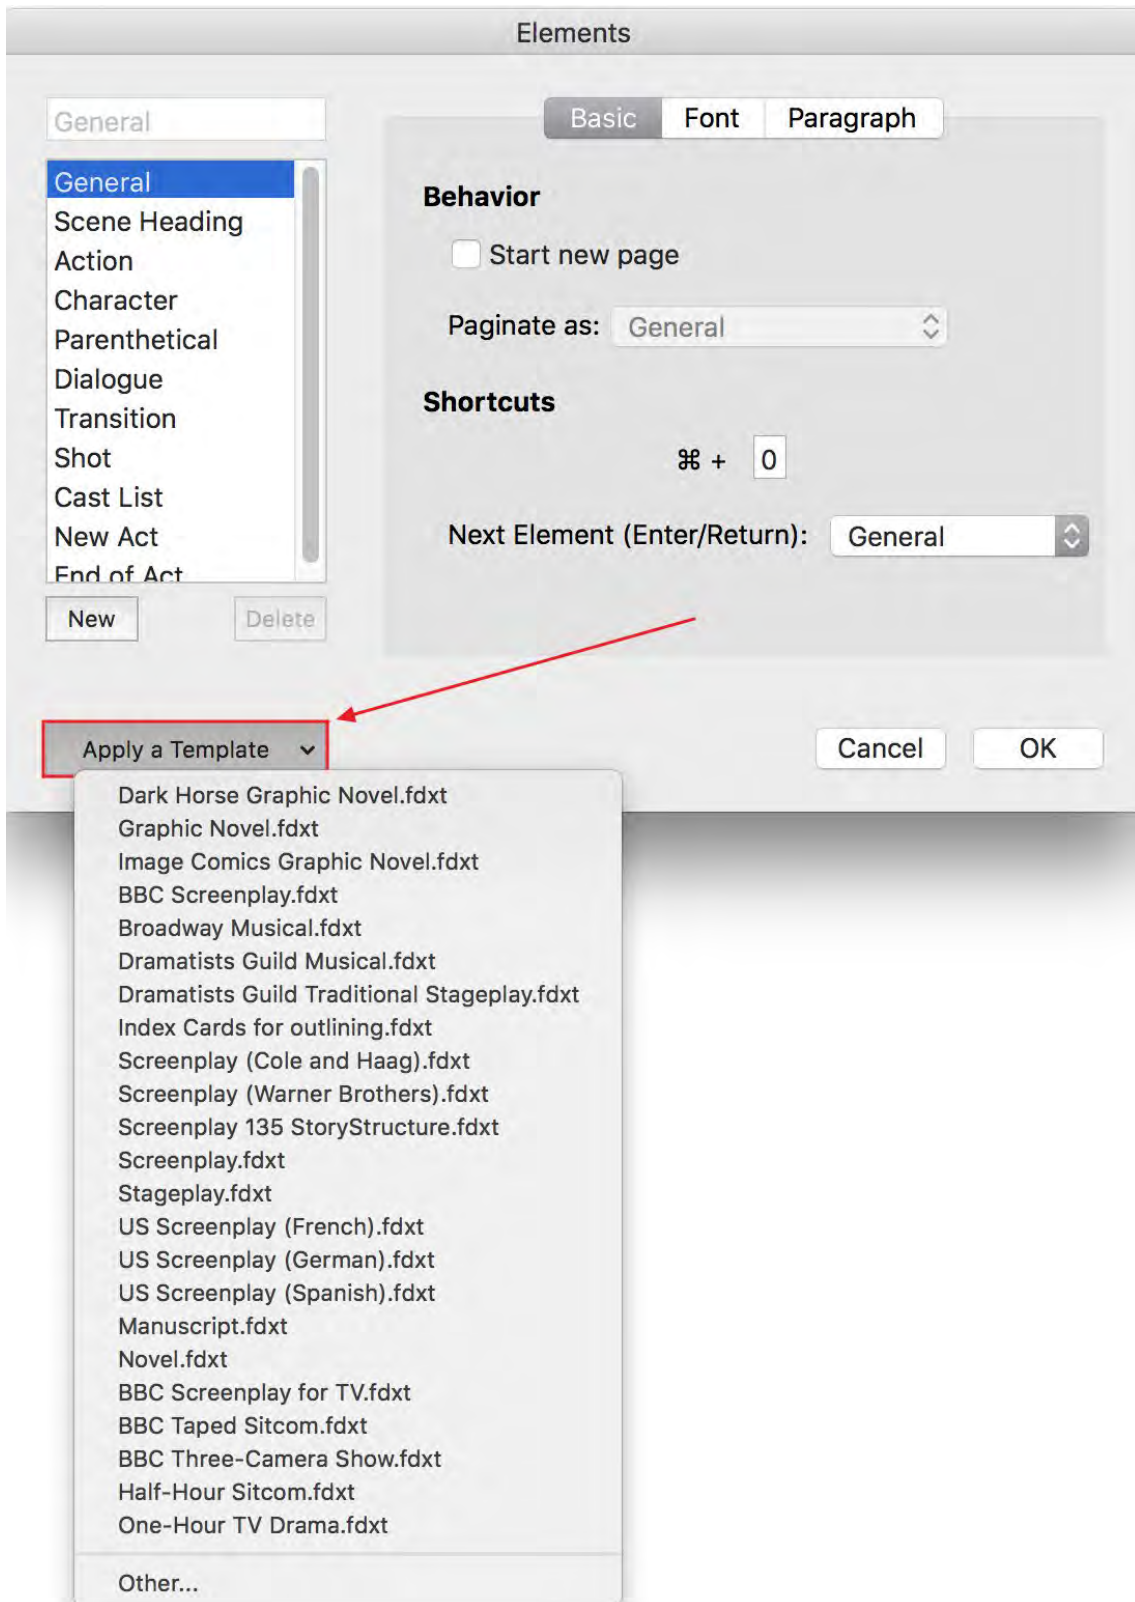 Elements
General
General
Scene Heading
Action
Character
Parenthetical
Dialogue
Transition
Shot
Cast List
New Act
End of Act
New Delete
Basic Font Paragraph
Behavior
Start new page
Paginate as: General
Shortcuts
⌘ + 0
Next Element (Enter/Return): General
Apply a Template
Cancel OK
Dark Horse Graphic Novel.fdxt
Graphic Novel.fdxt
Image Comics Graphic Novel.fdxt
BBC Screenplay.fdxt
Broadway Musical.fdxt
Dramatists Guild Musical.fdxt
Dramatists Guild Traditional Stageplay.fdxt
Index Cards for outlining.fdxt
Screenplay (Cole and Haag).fdxt
Screenplay (Warner Brothers).fdxt
Screenplay 135 StoryStructure.fdxt
Screenplay.fdxt
Stageplay.fdxt
US Screenplay (French).fdxt
US Screenplay (German).fdxt
US Screenplay (Spanish).fdxt
Manuscript.fdxt
Novel.fdxt
BBC Screenplay for TV.fdxt
BBC Taped Sitcom.fdxt
BBC Three-Camera Show.fdxt
Half-Hour Sitcom.fdxt
One-Hour TV Drama.fdxt
Other...